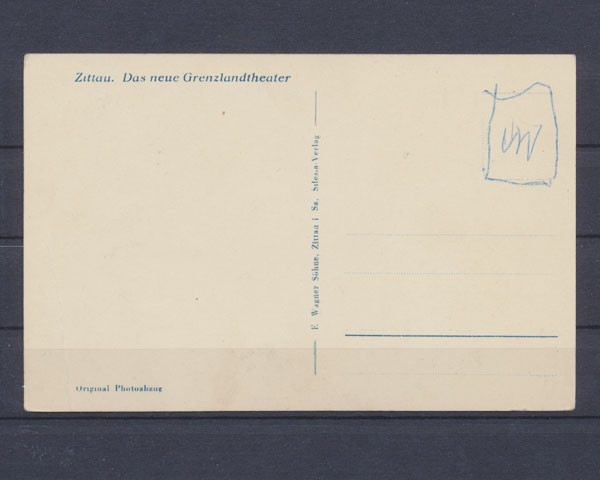 Zittau. Das neue Grenzlandtheater
F. Wagner Söhne, Zittau i. Sa. Silesia-Verlag
Original Photoabzug